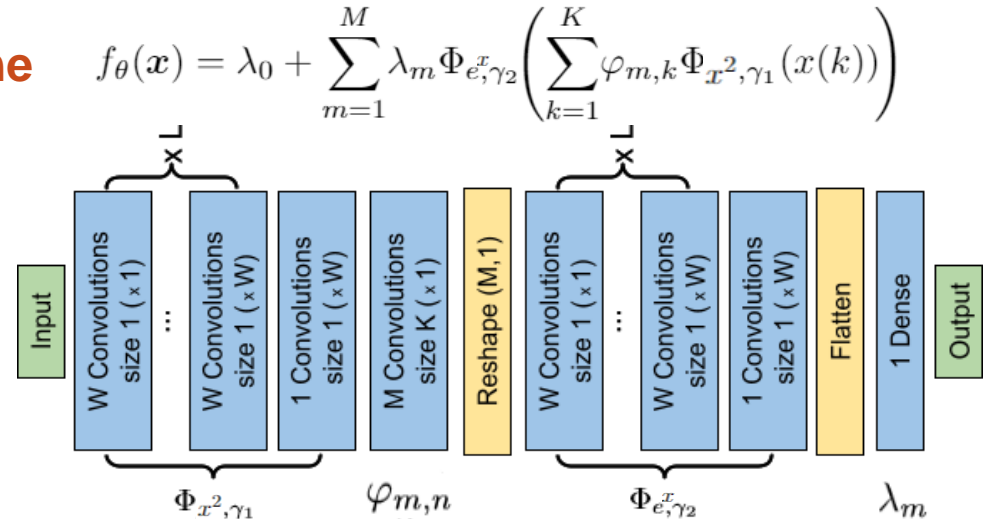 ne
f_θ(x) = λ_0 + ∑_{m=1}^{M} λ_m Φ_{e^x,γ_2}(∑_{k=1}^{K} φ_{m,k} Φ_{x^2,γ_1}(x(k)))
x L
x L
Input
W Convolutions
size 1 ( x 1)
...
W Convolutions
size 1 ( x W)
1 Convolutions
size 1 ( x W)
M Convolutions
size K ( x 1)
Reshape (M,1)
W Convolutions
size 1 ( x 1)
...
W Convolutions
size 1 ( x W)
1 Convolutions
size 1 ( x W)
Flatten
1 Dense
Output
Φ_{x^2,γ_1}
φ_{m,n}
Φ_{e^x,γ_2}
λ_m